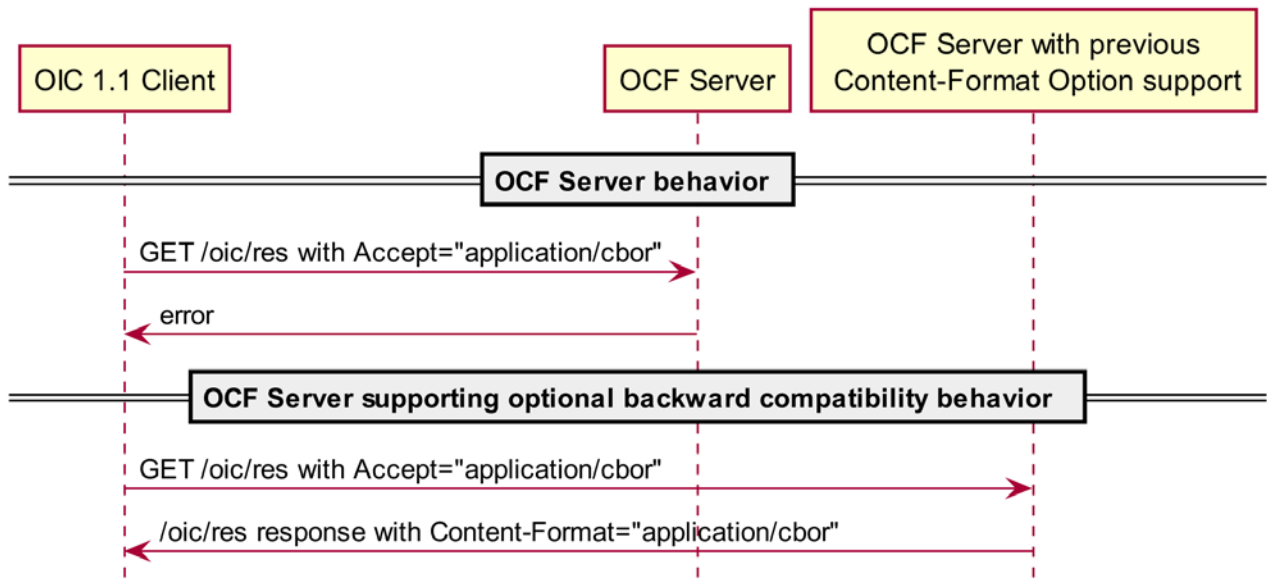 OIC 1.1 Client
OCF Server
OCF Server with previous
Content-Format Option support
OCF Server behavior
GET /oic/res with Accept="application/cbor"
error
OCF Server supporting optional backward compatibility behavior
GET /oic/res with Accept="application/cbor"
/oic/res response with Content-Format="application/cbor"